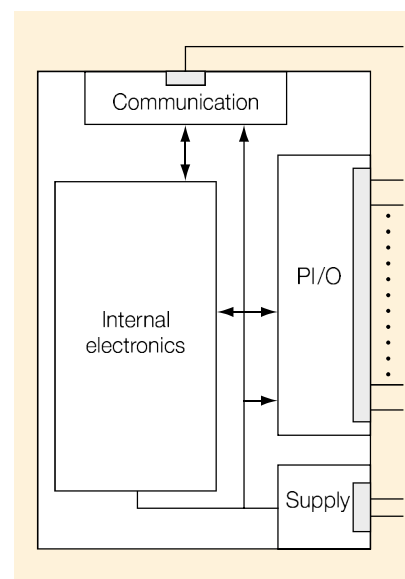 Communication
PI/O
Internal
electronics
Supply